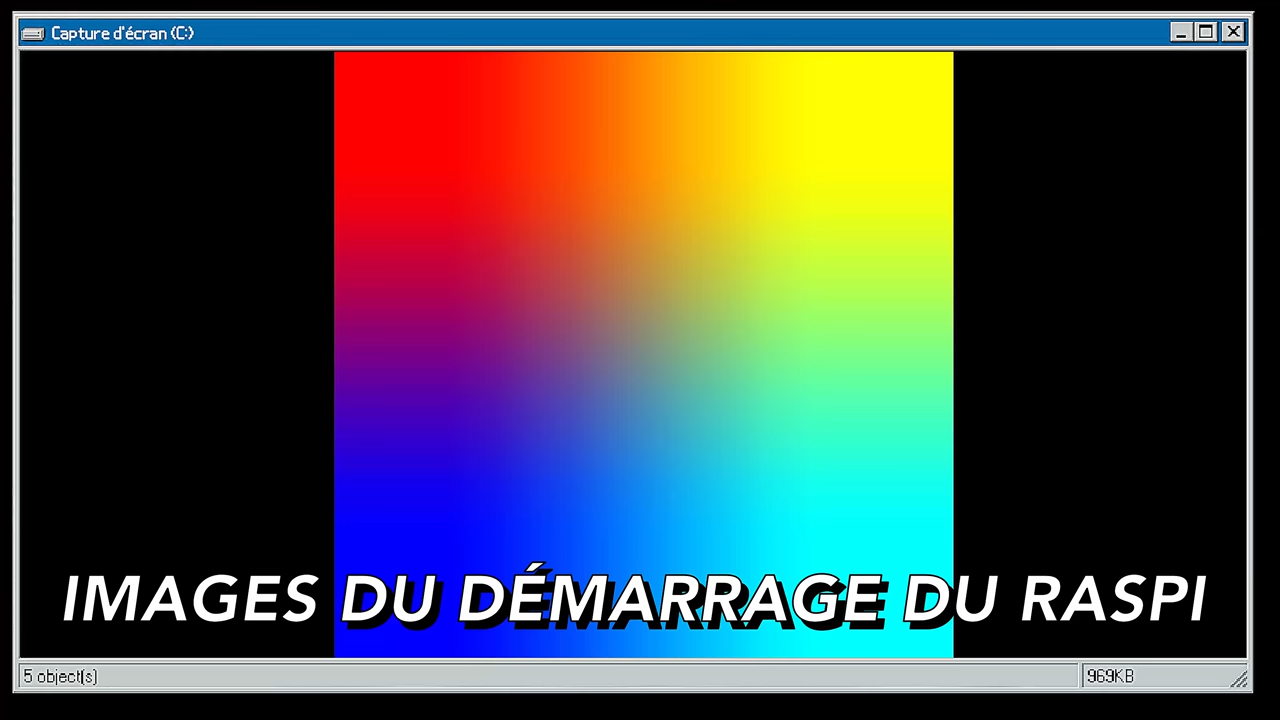 Capture d'écran (C:)
IMAGES DU DÉMARRAGE DU RASPI
5 object(s)
969KB